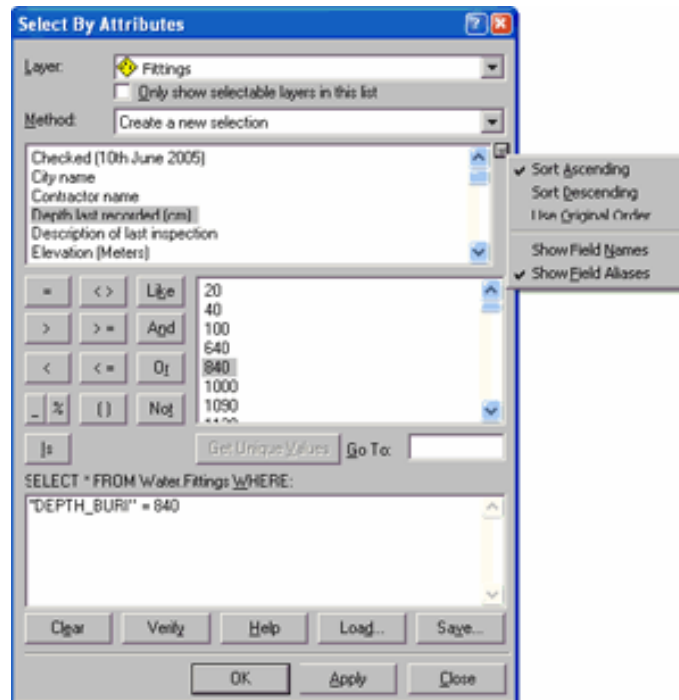 Select By Attributes
Layer: Fittings
Only show selectable layers in this list
Method: Create a new selection
Checked (10th June 2005)
City name
Contractor name
Depth last recorded (cm)
Description of last inspection
Elevation (Meters)
Sort Ascending
Sort Descending
Use Original Order
Show Field Names
Show Field Aliases
= < > Like
> > = And
< < = Or
_ % ( ) Not
Is
20
40
100
640
840
1000
1090
Get Unique Values Go To:
SELECT * FROM Water.Fittings WHERE:
"DEPTH_BURI" = 840
Clear Verify Help Load... Save...
OK Apply Close